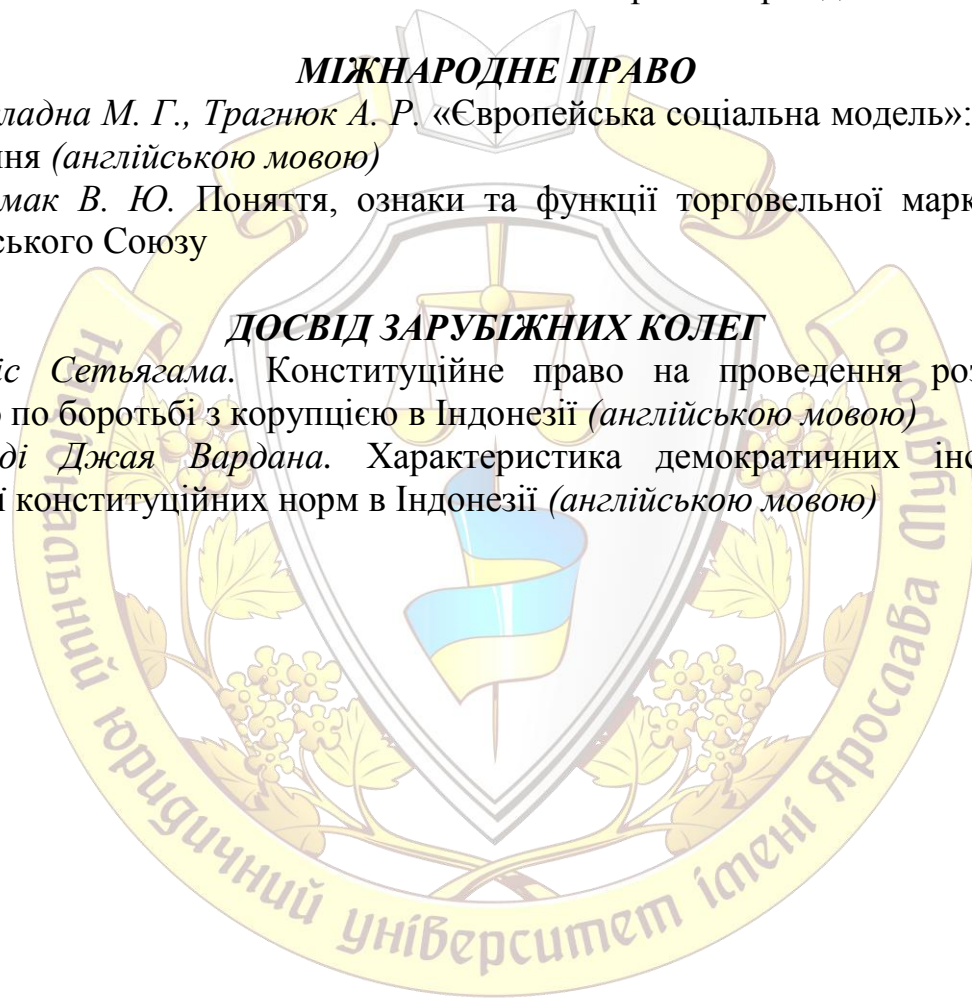 МІЖНАРОДНЕ ПРАВО
ладна М. Г., Трагнюк А. Р. «Європейська соціальна модель»:
ня (англійською мовою)
мак В. Ю. Поняття, ознаки та функції торговельної марк
ського Союзу
ДОСВІД ЗАРУБІЖНИХ КОЛЕГ
іс Сетьягама. Конституційне право на проведення роз
о по боротьбі з корупцією в Індонезії (англійською мовою)
ді Джая Вардана. Характеристика демократичних інс
ї конституційних норм в Індонезії (англійською мовою)
Національний юридичний університет імені Ярослава Мудрого